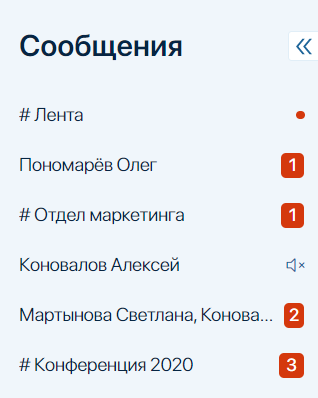 Сообщения
# Лента
Пономарёв Олег 1
# Отдел маркетинга 1
Коновалов Алексей
Мартынова Светлана, Конова... 2
# Конференция 2020 3